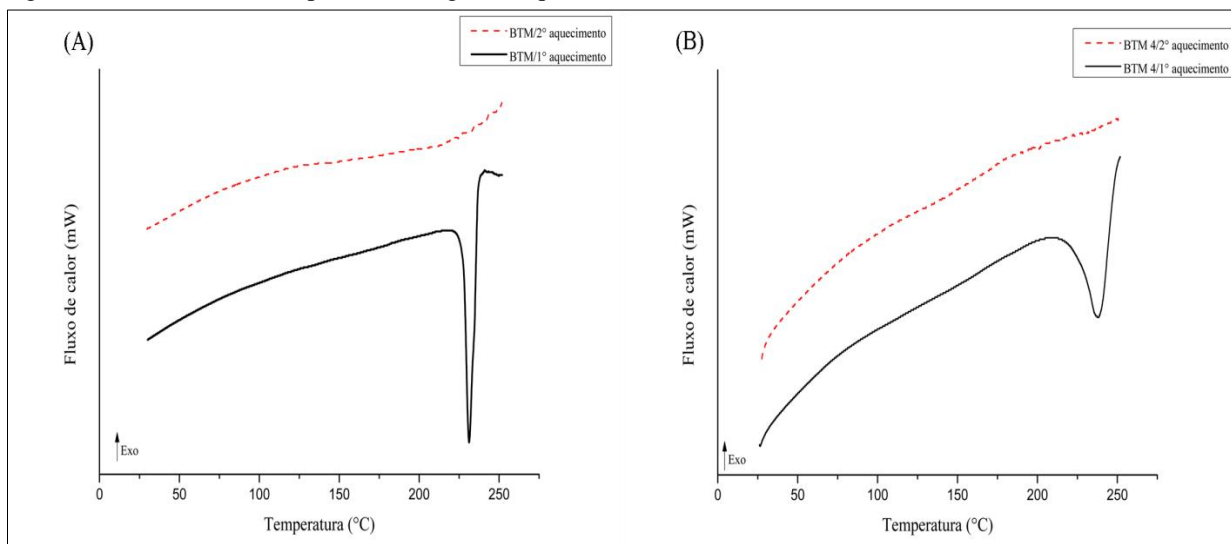 (A)
BTM/2° aquecimento
BTM/1° aquecimento
Fluxo de calor (mW)
Exo
0 50 100 150 200 250
Temperatura (°C)
(B)
BTM 4/2° aquecimento
BTM 4/1° aquecimento
Fluxo de calor (mW)
Exo
0 50 100 150 200 250
Temperatura (°C)